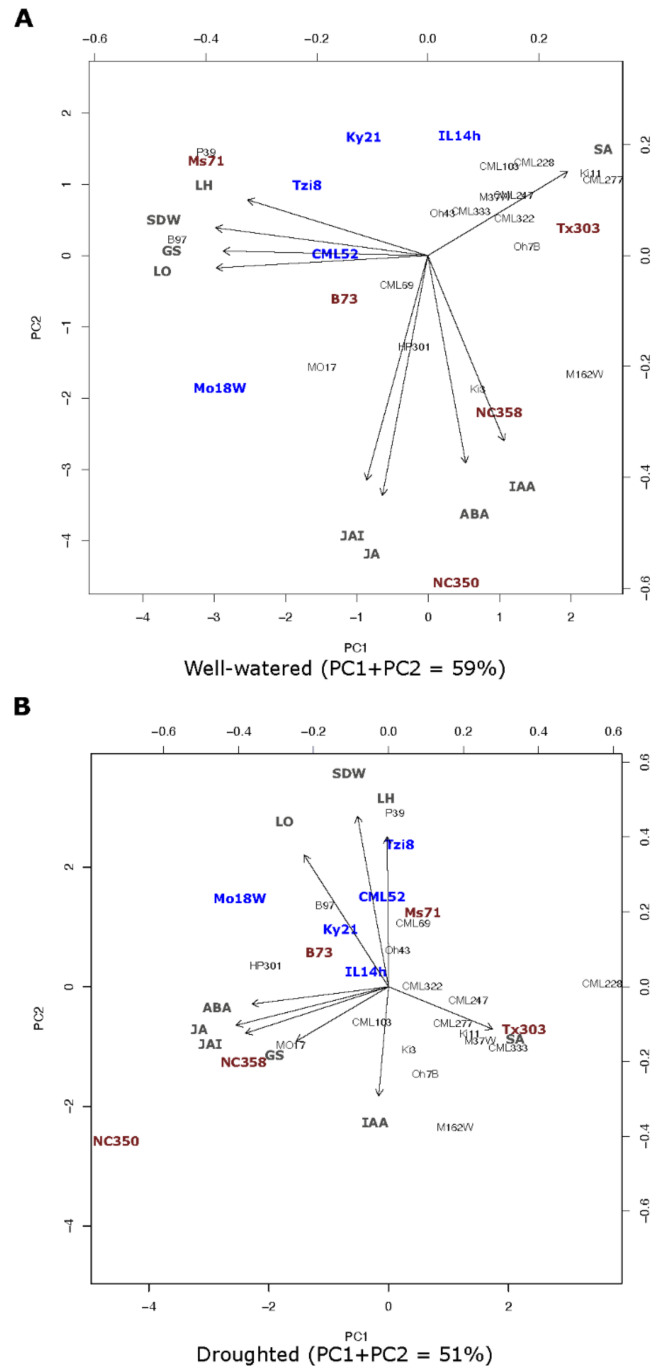 A
-0.6 -0.4 -0.2 0.0 0.2
Ky21 IL14h
P39
Ms71
SA
CML103 CML228
Ki11
CML277
LH Tzi8
M37W CML247
Oh43 CML333
CML322
SDW
Tx303
B97
GS
CML52
Oh7B
LO
B73
CML69
HP301
MO17
M162W
Mo18W
Ki3
NC358
IAA
ABA
JAI
JA
NC350
2
1
0
-1
-2
-3
-4
PC2
0.2
0.0
-0.2
-0.4
-0.6
-4 -3 -2 -1 0 1 2
PC1
Well-watered (PC1+PC2 = 59%)
B
-0.6 -0.4 -0.2 0.0 0.2 0.4 0.6
SDW
LH
P39
LO
Tzi8
Mo18W
CML52
B97
Ms71
CML69
Ky21
B73
Oh43
HP301
IL14h
CML322
CML228
ABA
CML247
JA
CML103
CML277
Tx303
Ki11
JAI
MO17
M37W SA
GS
Ki3
CML333
NC358
Oh7B
IAA
M162W
NC350
2
0
-2
-4
PC2
0.6
0.4
0.2
0.0
-0.2
-0.4
-0.6
-4 -2 0 2
PC1
Droughted (PC1+PC2 = 51%)